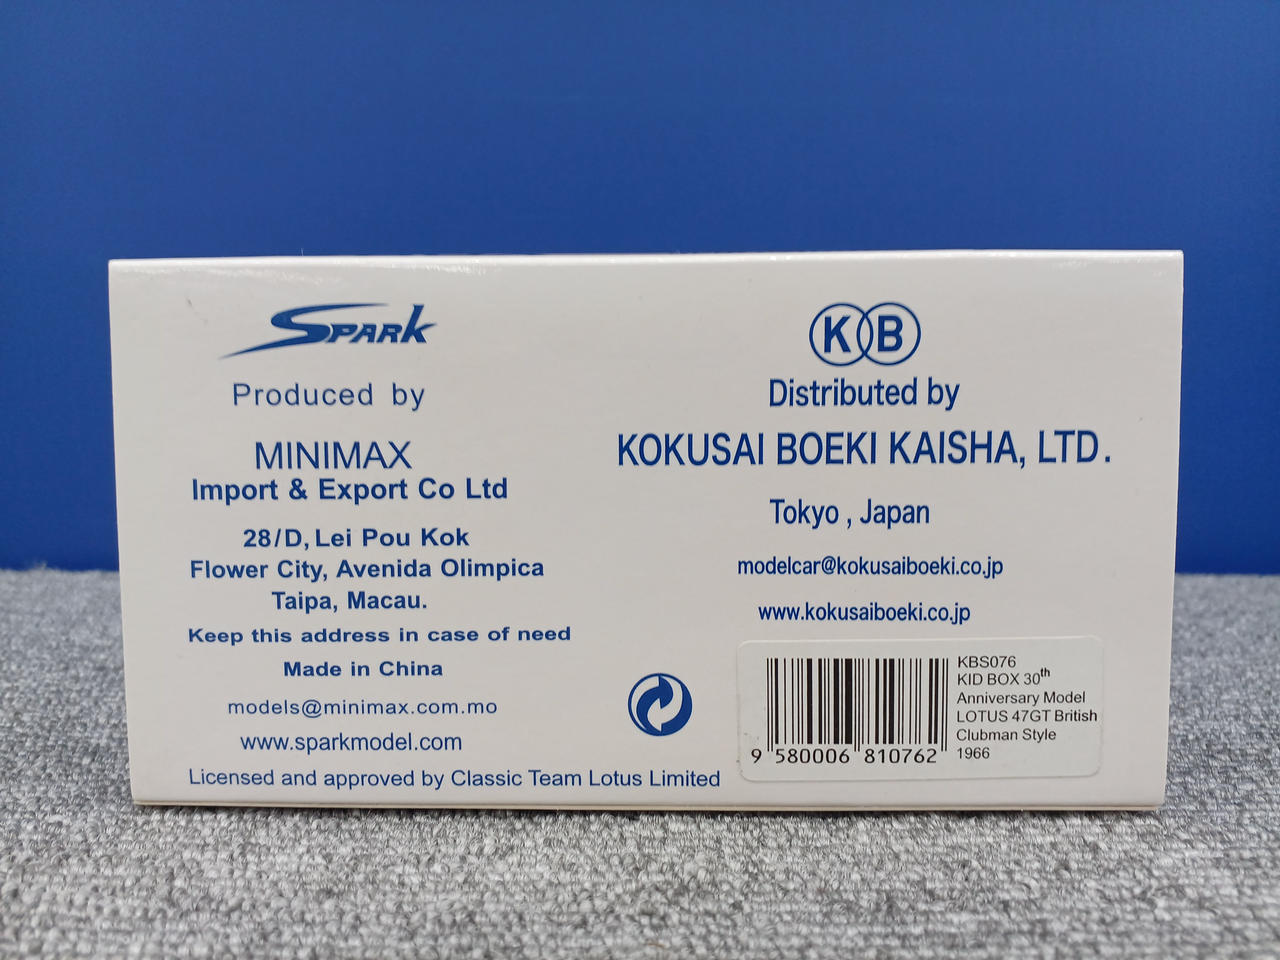 SPARK
Produced by
MINIMAX
Import & Export Co Ltd
28/D, Lei Pou Kok
Flower City, Avenida Olimpica
Taipa, Macau.
Keep this address in case of need
Made in China
models@minimax.com.mo
www.sparkmodel.com
Licensed and approved by Classic Team Lotus Limited
K B
Distributed by
KOKUSAI BOEKI KAISHA, LTD.
Tokyo , Japan
modelcar@kokusaiboeki.co.jp
www.kokusaiboeki.co.jp
KBS076
KID BOX 30th
Anniversary Model
LOTUS 47GT British
Clubman Style
1966
9 580006 810762